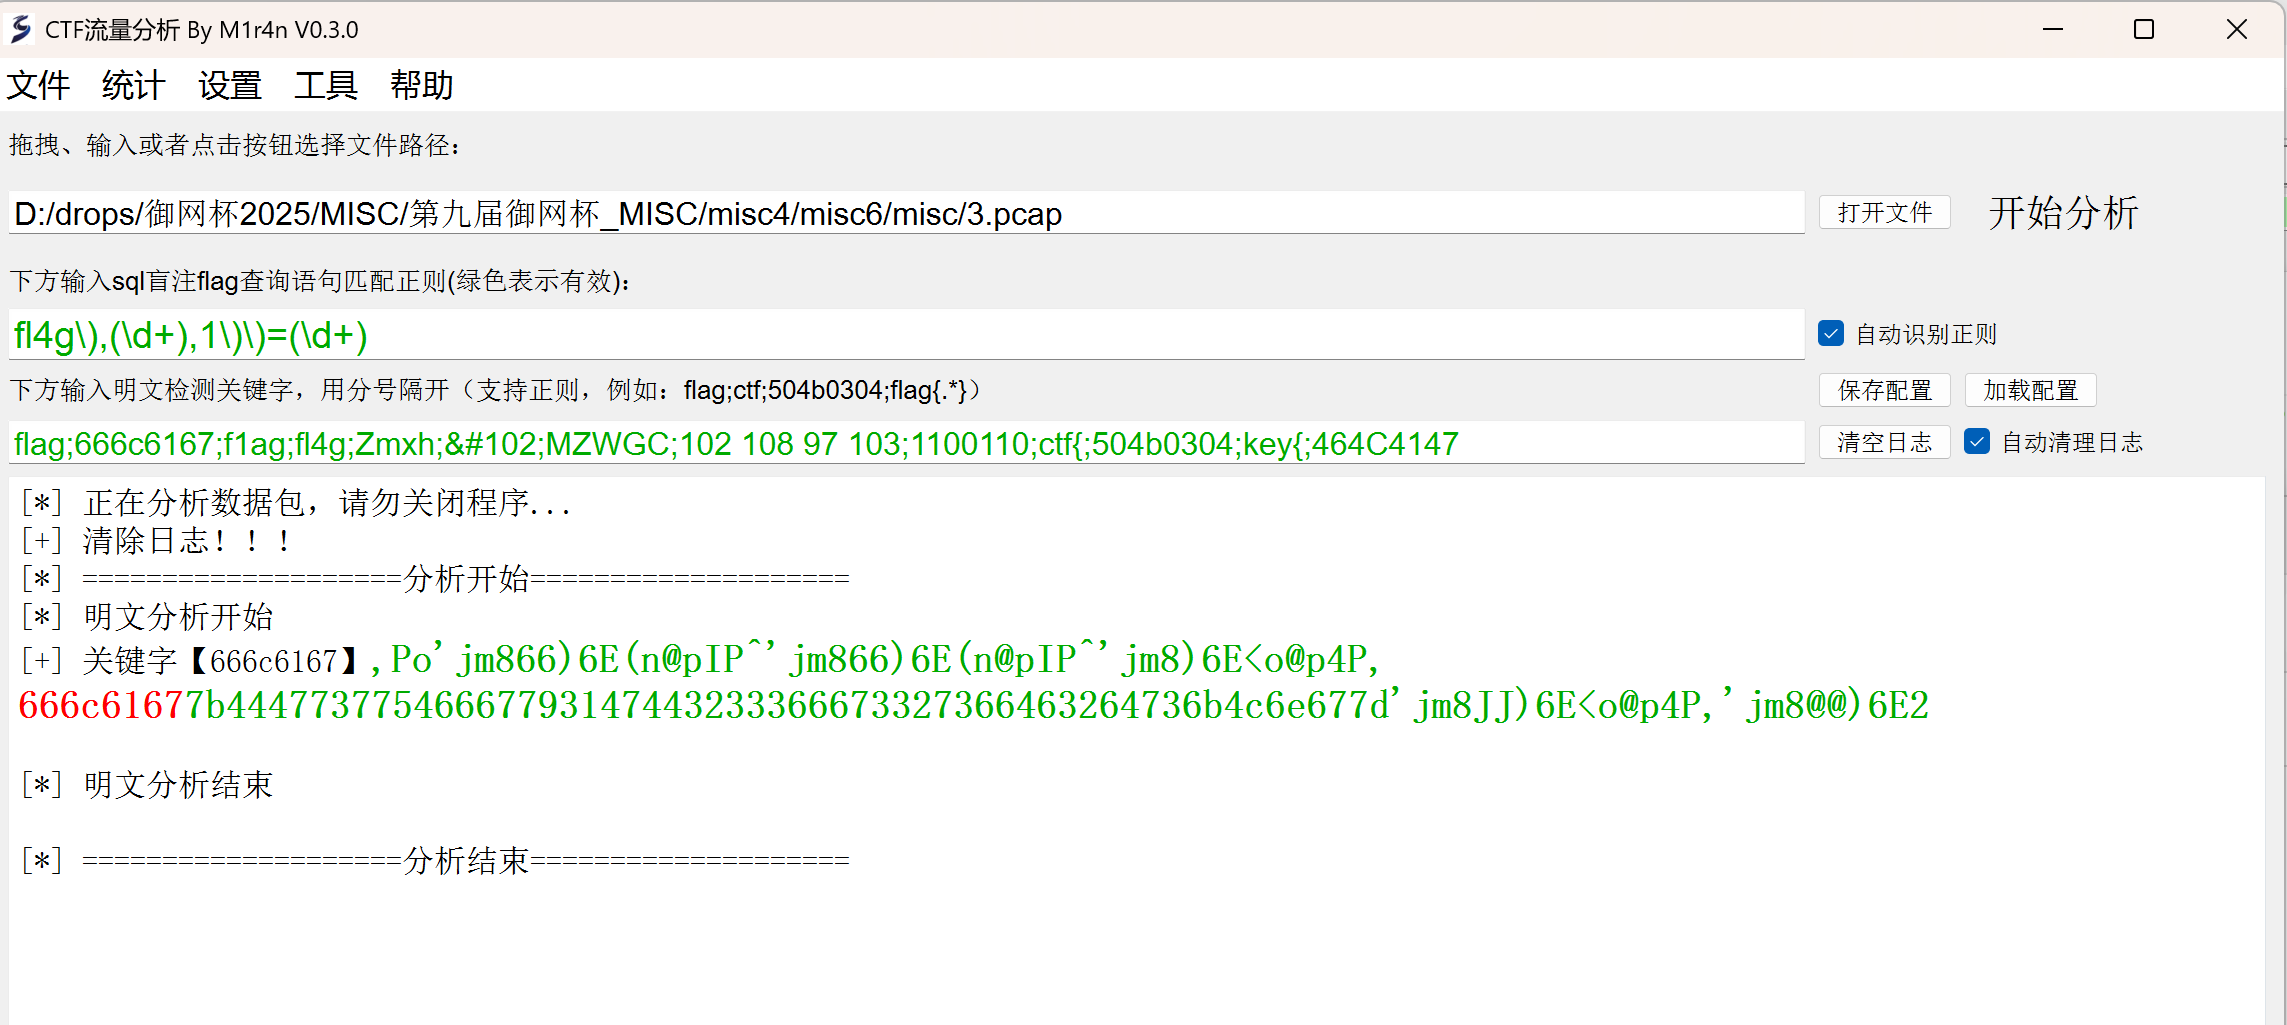 CTF流量分析 By M1r4n V0.3.0
文件 统计 设置 工具 帮助
拖拽、输入或者点击按钮选择文件路径：
D:/drops/御网杯2025/MISC/第九届御网杯_MISC/misc4/misc6/misc/3.pcap 打开文件 开始分析
下方输入sql盲注flag查询语句匹配正则(绿色表示有效)：
fl4g\),(\d+),1\)\)=(\d+) 自动识别正则
下方输入明文检测关键字，用分号隔开（支持正则，例如：flag;ctf;504b0304;flag{.*}） 保存配置 加载配置
flag;666c6167;f1ag;fl4g;Zmxh;&#102;MZWGC;102 108 97 103;1100110;ctf{;504b0304;key{;464C4147 清空日志 自动清理日志
[*] 正在分析数据包，请勿关闭程序...
[+] 清除日志！！！
[*] ====================分析开始====================
[*] 明文分析开始
[+] 关键字【666c6167】,Po'jm866)6E(n@pIP^'jm866)6E(n@pIP^'jm8)6E<o@p4P,
666c61677b44477377546667793147443233366673327366463264736b4c6e677d'jm8JJ)6E<o@p4P,'jm8@@)6E2
[*] 明文分析结束
[*] ====================分析结束====================